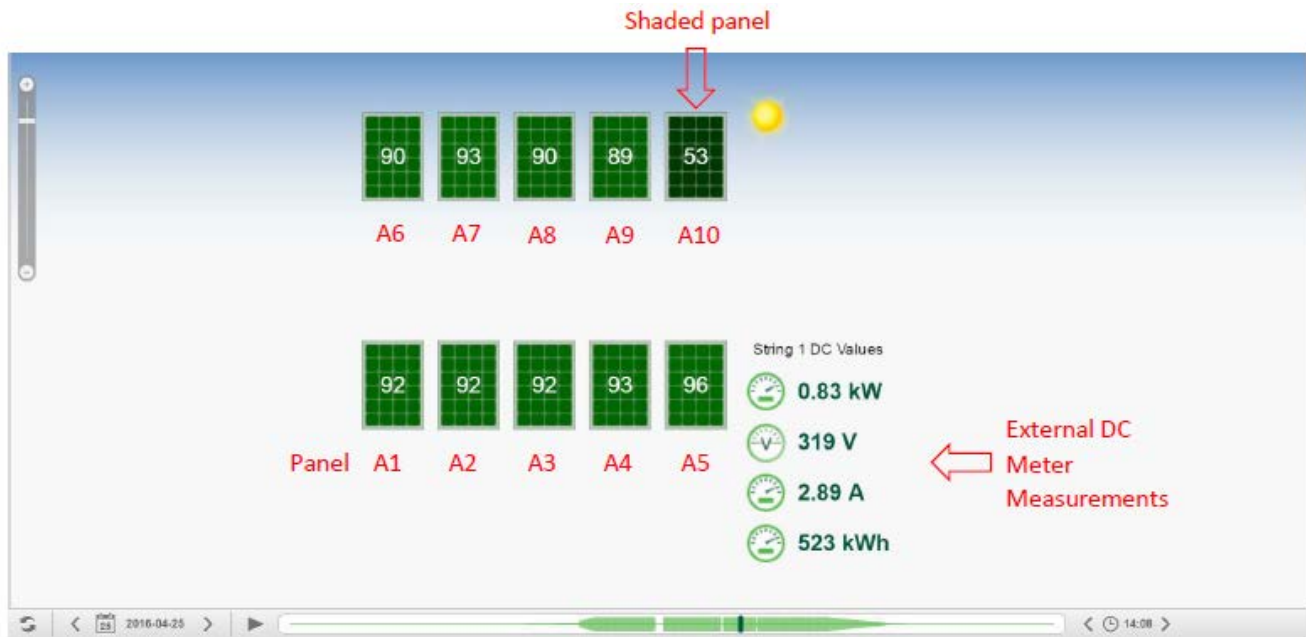 Shaded panel
90 93 90 89 53
A6 A7 A8 A9 A10
String 1 DC Values
92 92 92 93 96
0.83 kW
V 319 V
Panel A1 A2 A3 A4 A5
2.89 A
523 kWh
External DC
Meter
Measurements
25 2016-04-25 14:08